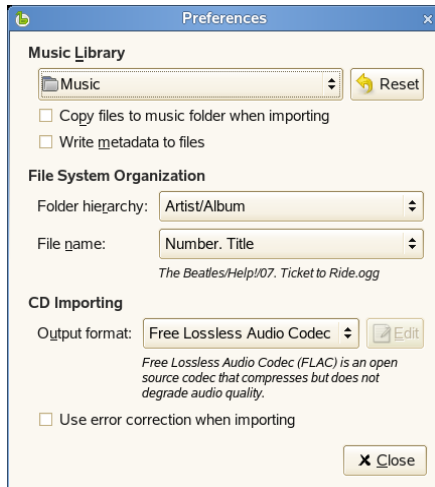 Preferences
Music Library
Music
Reset
Copy files to music folder when importing
Write metadata to files
File System Organization
Folder hierarchy: Artist/Album
File name: Number. Title
The Beatles/Help!/07. Ticket to Ride.ogg
CD Importing
Output format: Free Lossless Audio Codec Edit
Free Lossless Audio Codec (FLAC) is an open
source codec that compresses but does not
degrade audio quality.
Use error correction when importing
Close